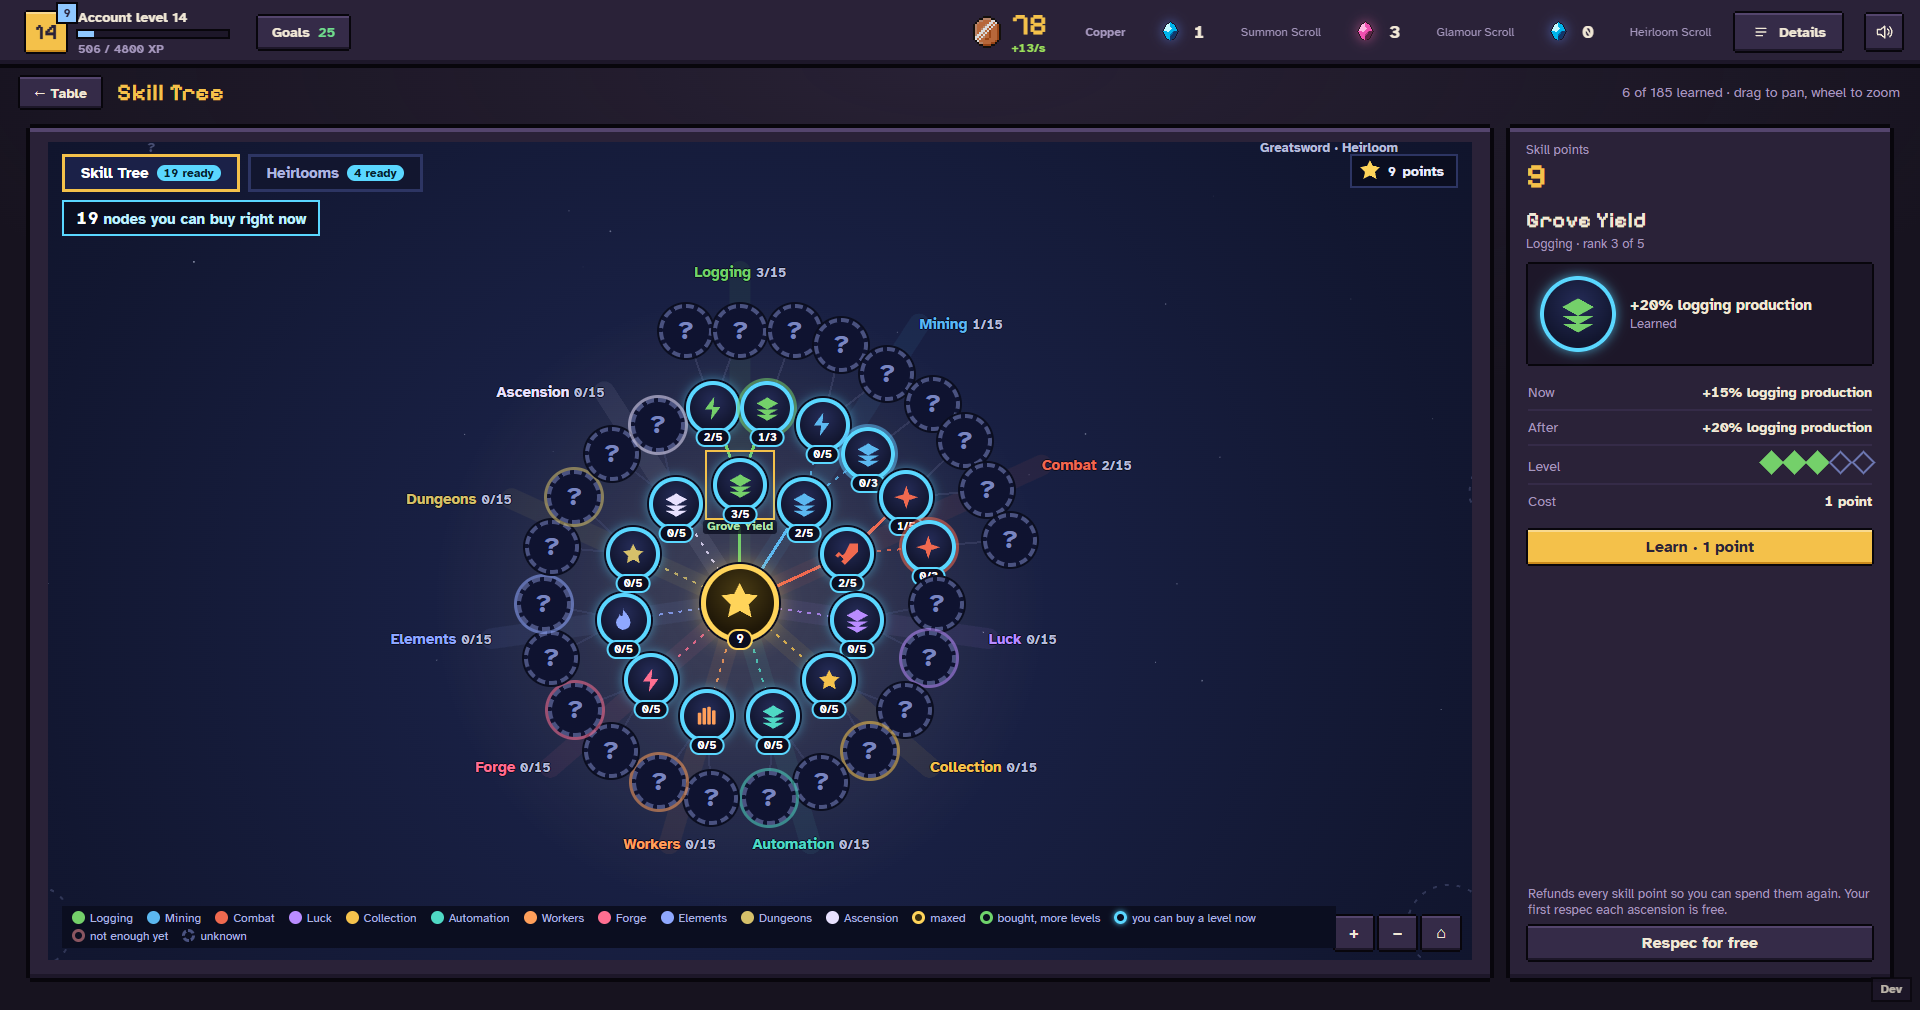 14
9
Account level 14
506 / 4800 XP
Goals 25
78
+13/s
Copper
1
Summon Scroll
3
Glamour Scroll
0
Heirloom Scroll
Details
← Table
Skill Tree
6 of 185 learned · drag to pan, wheel to zoom
?
Skill Tree 19 ready
Heirlooms 4 ready
Greatsword · Heirloom
9 points
19 nodes you can buy right now
Logging 3/15
Mining 1/15
? ? ? ?
?
Ascension 0/15
?
?
2/5
1/3
0/5
?
?
0/3
Combat 2/15
Dungeons 0/15
?
0/5
3/5
Grove Yield
2/5
1/5
?
?
?
0/5
2/5
0/3
?
9
?
Elements 0/15
0/5
0/5
Luck 0/15
?
?
?
0/5
0/5
?
0/5
0/5
?
?
Forge 0/15
Collection 0/15
?
?
?
?
Workers 0/15
Automation 0/15
Logging Mining Combat Luck Collection Automation Workers Forge Elements Dungeons Ascension maxed bought, more levels you can buy a level now
not enough yet unknown
+
−
Skill points
9
Grove Yield
Logging · rank 3 of 5
+20% logging production
Learned
Now +15% logging production
After +20% logging production
Level
Cost 1 point
Learn · 1 point
Refunds every skill point so you can spend them again. Your
first respec each ascension is free.
Respec for free
Dev